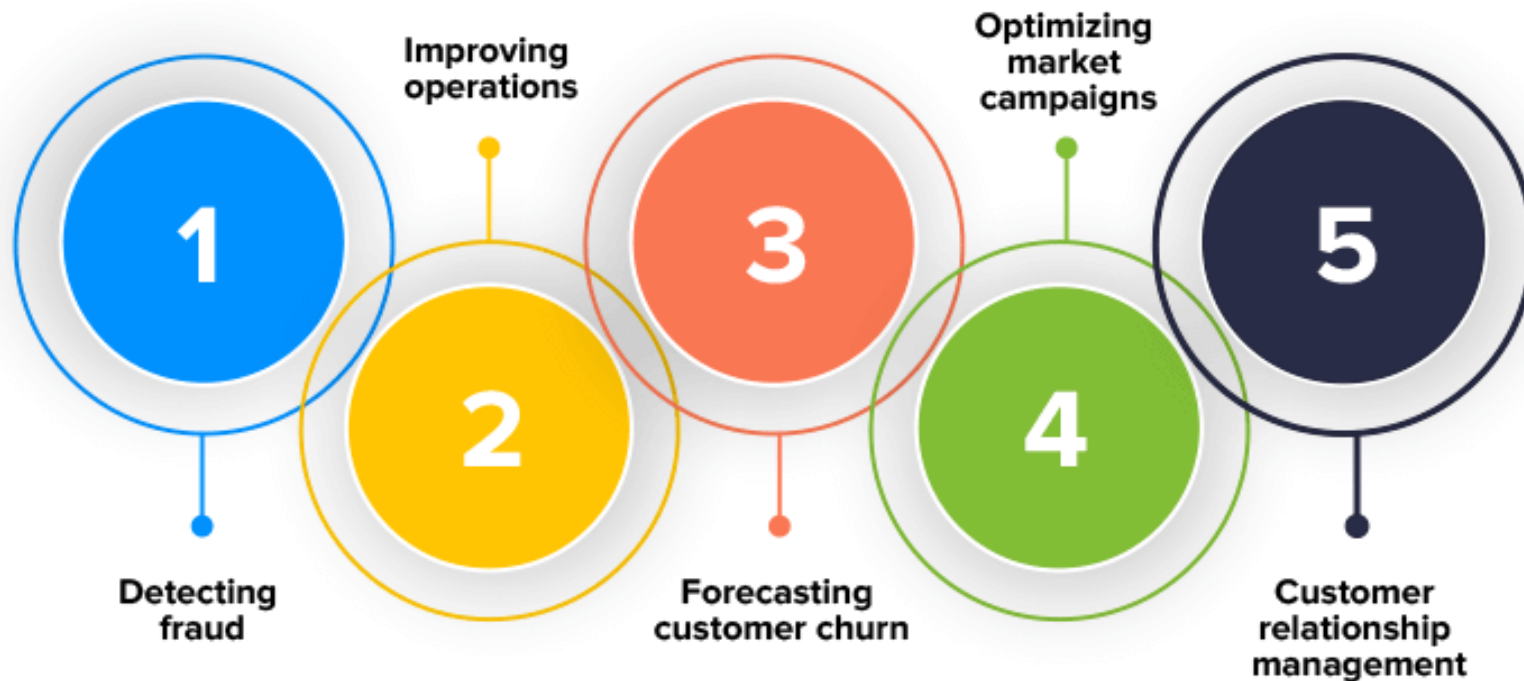 1
Detecting
fraud
Improving
operations
2
3
Forecasting
customer churn
Optimizing
market
campaigns
4
5
Customer
relationship
management